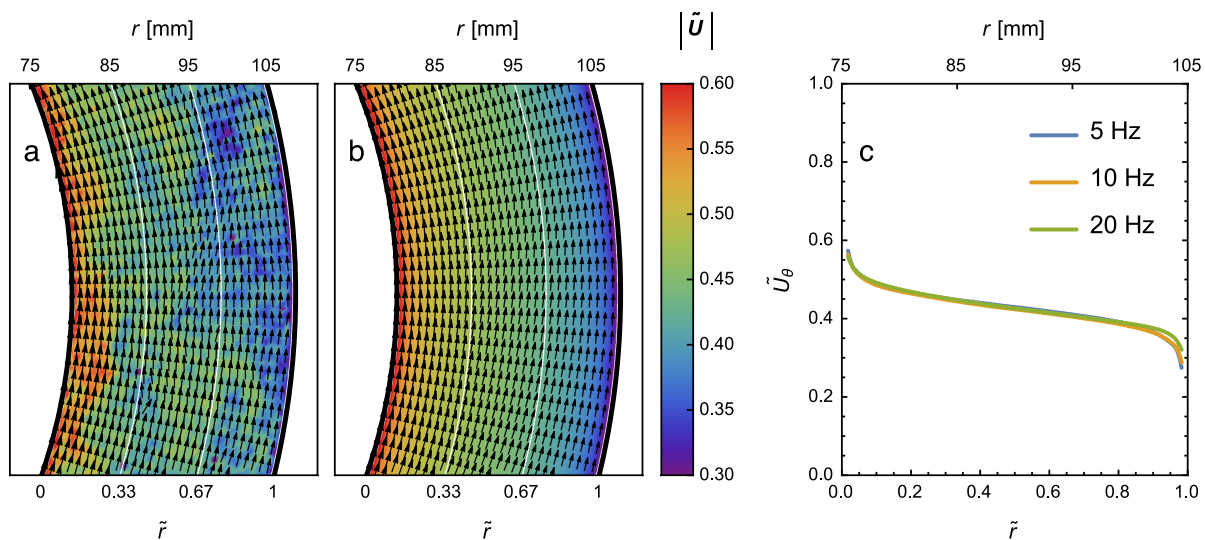 r [mm]
75 85 95 105
a
0 0.33 0.67 1
r̃
r [mm]
75 85 95 105
b
0 0.33 0.67 1
r̃
|Ũ|
0.60
0.55
0.50
0.45
0.40
0.35
0.30
r [mm]
75 85 95 105
c
5 Hz
10 Hz
20 Hz
Ũθ
1.0
0.8
0.6
0.4
0.2
0.0
0.0 0.2 0.4 0.6 0.8 1.0
r̃